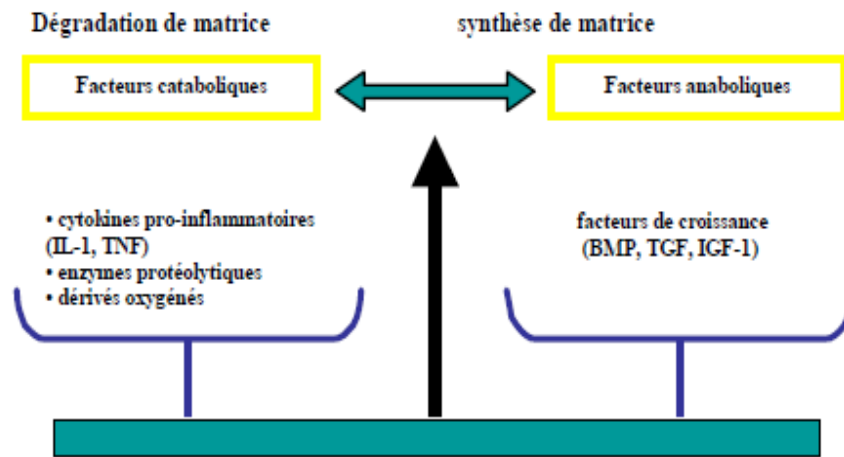 Dégradation de matrice
synthèse de matrice
Facteurs cataboliques
Facteurs anaboliques
• cytokines pro-inflammatoires
(IL-1, TNF)
• enzymes protéolytiques
• dérivés oxygénés
facteurs de croissance
(BMP, TGF, IGF-1)